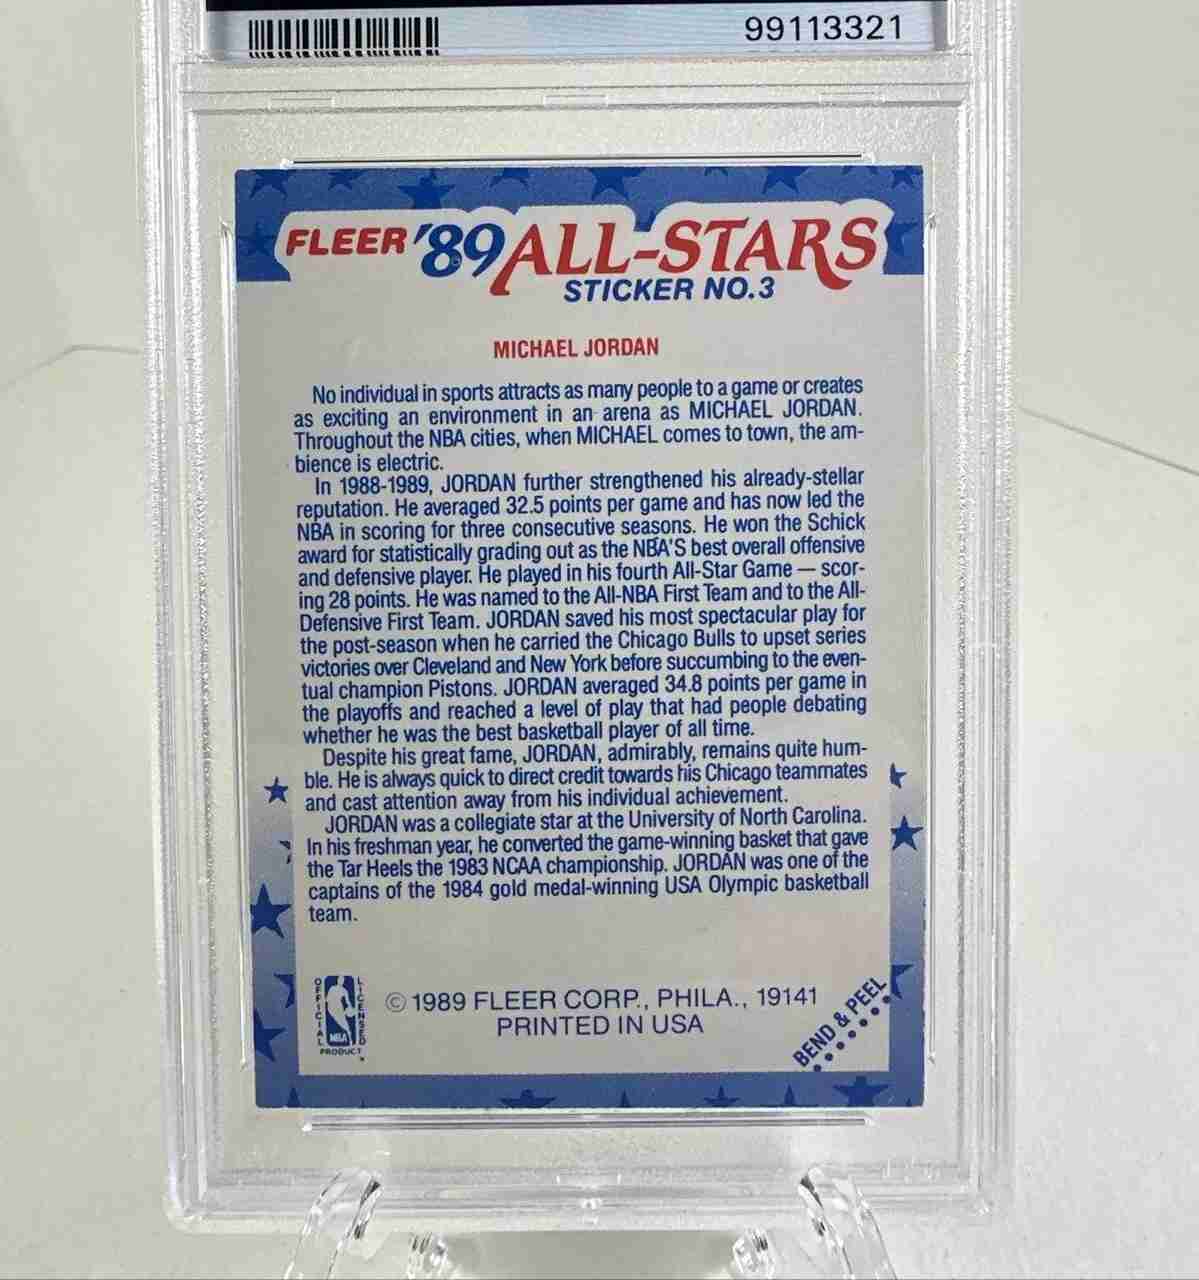 99113321
FLEER '89 ALL-STARS
STICKER NO.3
MICHAEL JORDAN
No individual in sports attracts as many people to a game or creates
as exciting an environment in an arena as MICHAEL JORDAN.
Throughout the NBA cities, when MICHAEL comes to town, the am-
bience is electric.
In 1988-1989, JORDAN further strengthened his already-stellar
reputation. He averaged 32.5 points per game and has now led the
NBA in scoring for three consecutive seasons. He won the Schick
award for statistically grading out as the NBA'S best overall offensive
and defensive player. He played in his fourth All-Star Game — scor-
ing 28 points. He was named to the All-NBA First Team and to the All-
Defensive First Team. JORDAN saved his most spectacular play for
the post-season when he carried the Chicago Bulls to upset series
victories over Cleveland and New York before succumbing to the even-
tual champion Pistons. JORDAN averaged 34.8 points per game in
the playoffs and reached a level of play that had people debating
whether he was the best basketball player of all time.
Despite his great fame, JORDAN, admirably, remains quite hum-
ble. He is always quick to direct credit towards his Chicago teammates
and cast attention away from his individual achievement.
JORDAN was a collegiate star at the University of North Carolina.
In his freshman year, he converted the game-winning basket that gave
the Tar Heels the 1983 NCAA championship. JORDAN was one of the
captains of the 1984 gold medal-winning USA Olympic basketball
team.
OFFICIAL NBA LICENSED
PRODUCT
© 1989 FLEER CORP., PHILA., 19141
PRINTED IN USA
BEND & PEEL